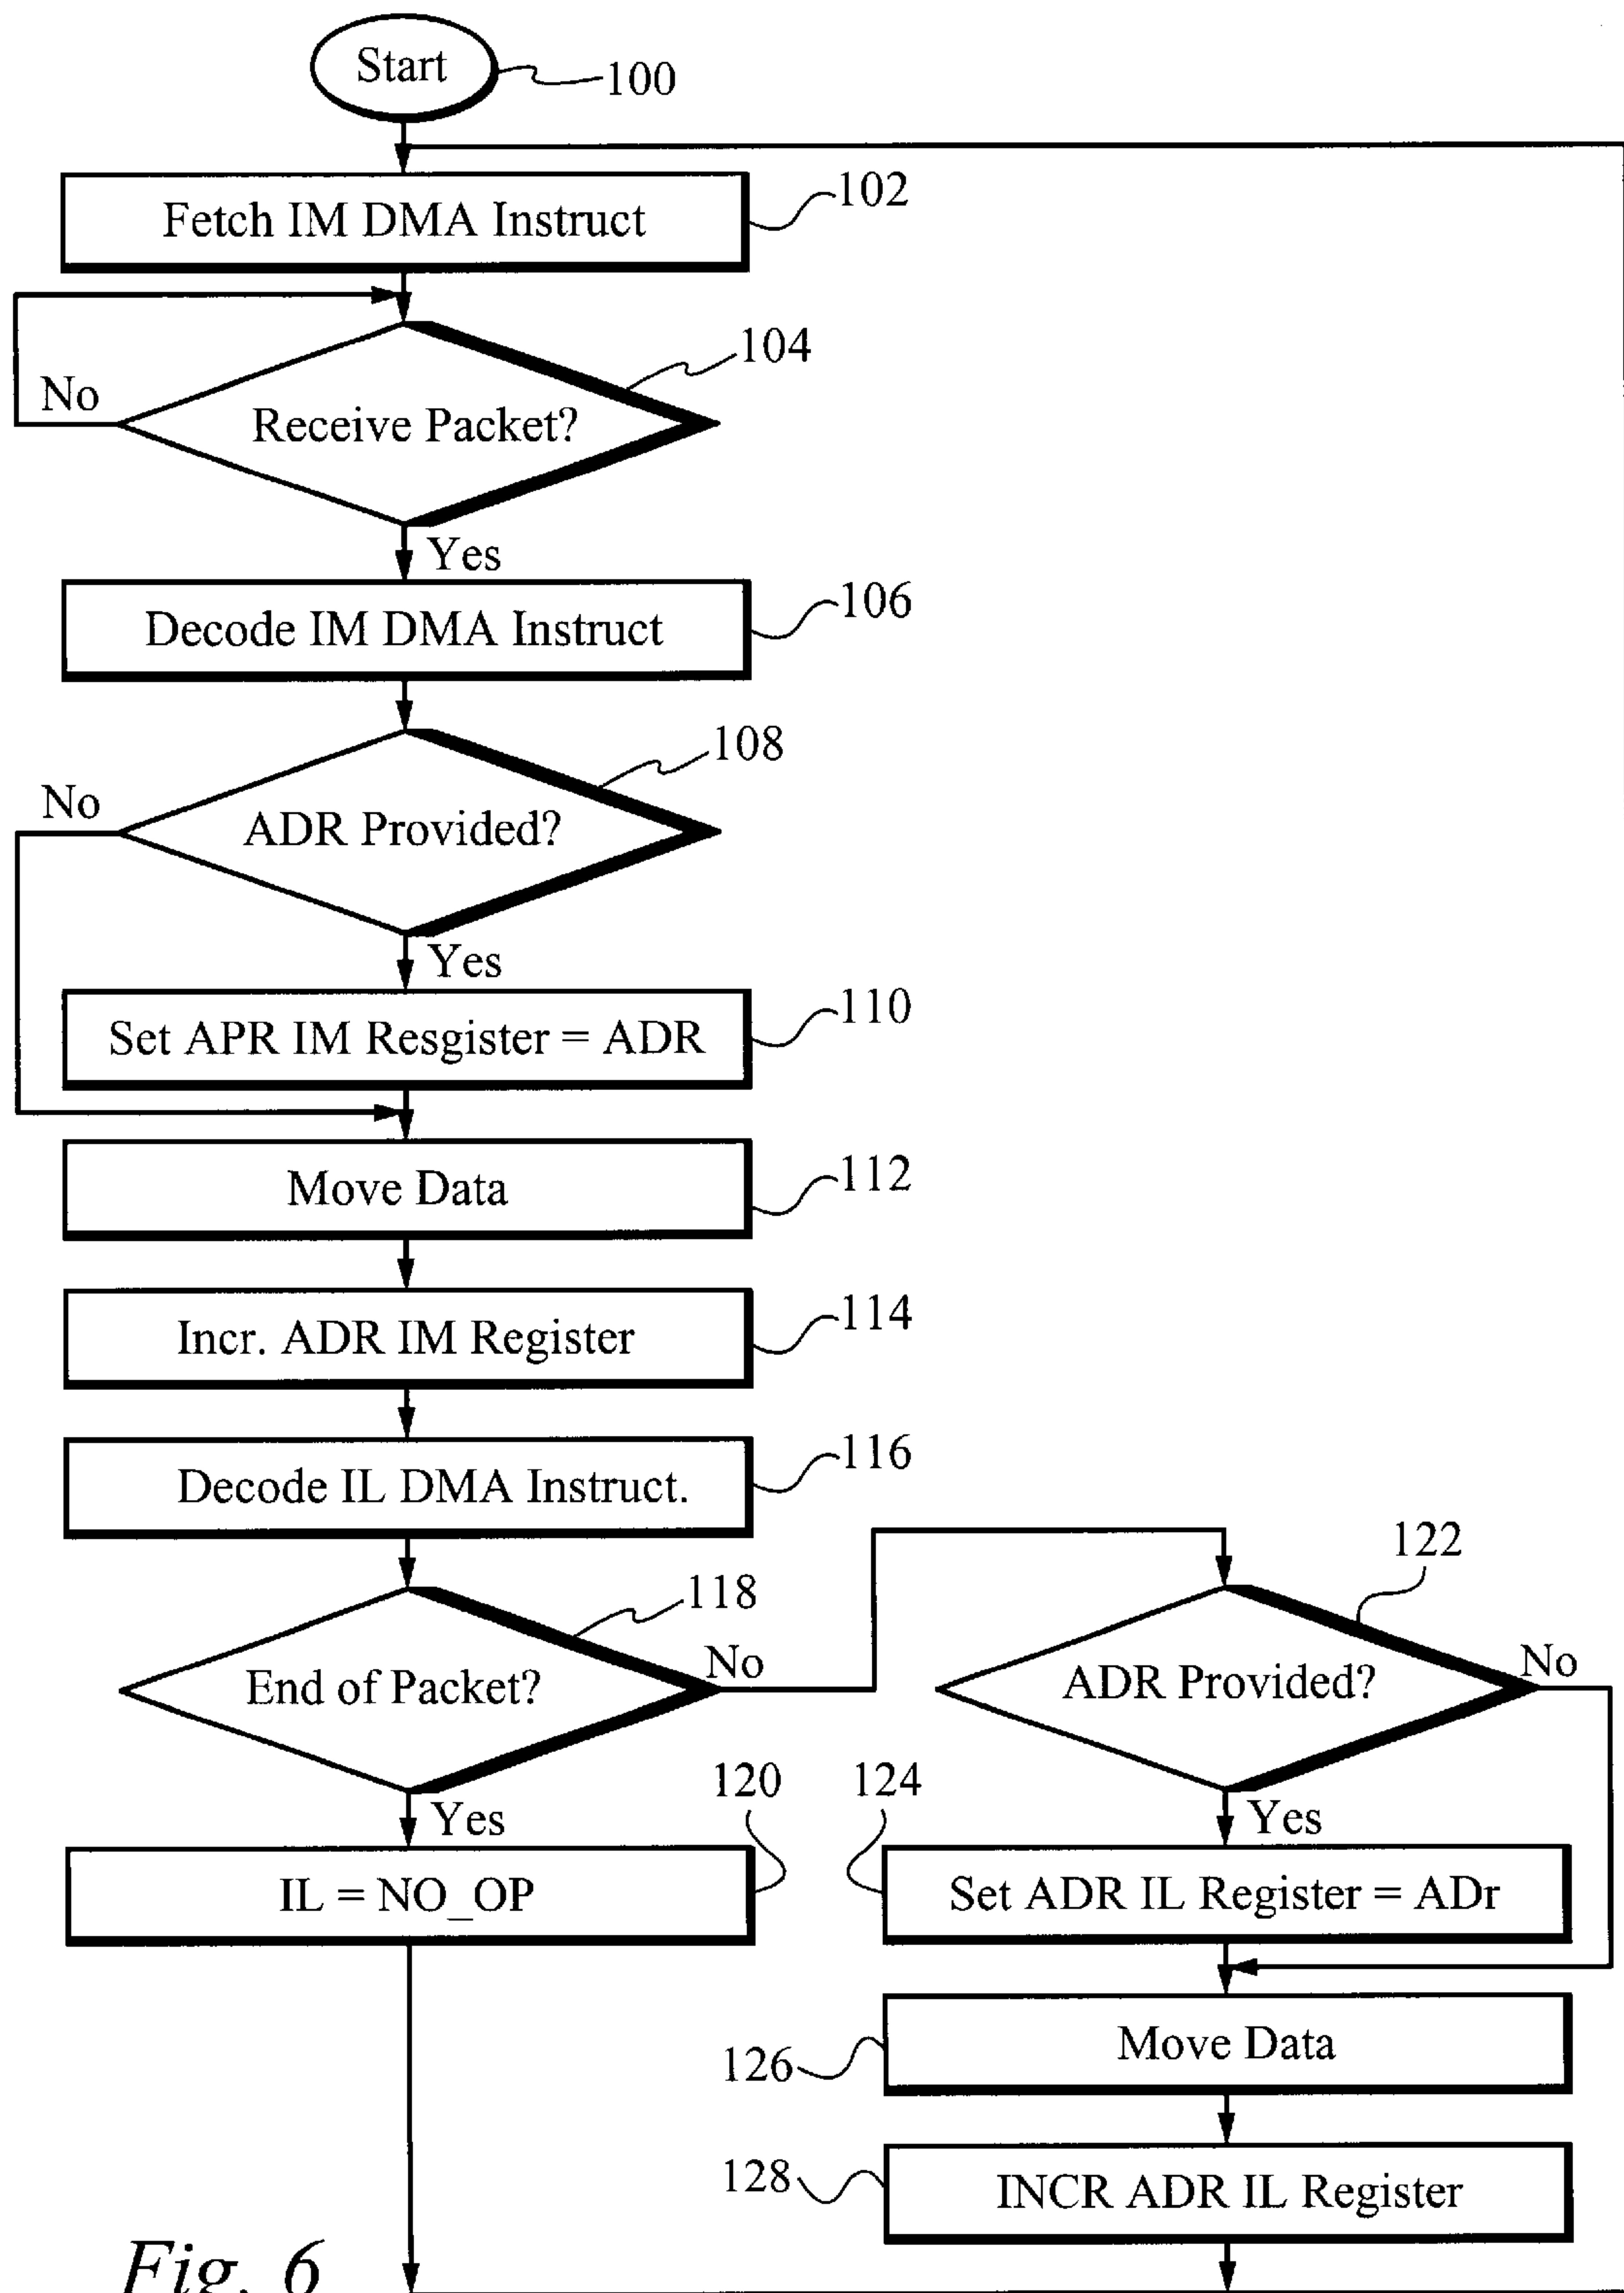 Start
100
Fetch IM DMA Instruct
102
Receive Packet?
104
No
Yes
Decode IM DMA Instruct
106
ADR Provided?
108
No
Yes
Set APR IM Resgister = ADR
110
Move Data
112
Incr. ADR IM Register
114
Decode IL DMA Instruct.
116
End of Packet?
118
No
Yes
IL = NO_OP
120
ADR Provided?
122
No
Yes
Set ADR IL Register = ADr
124
Move Data
126
INCR ADR IL Register
128
Fig. 6